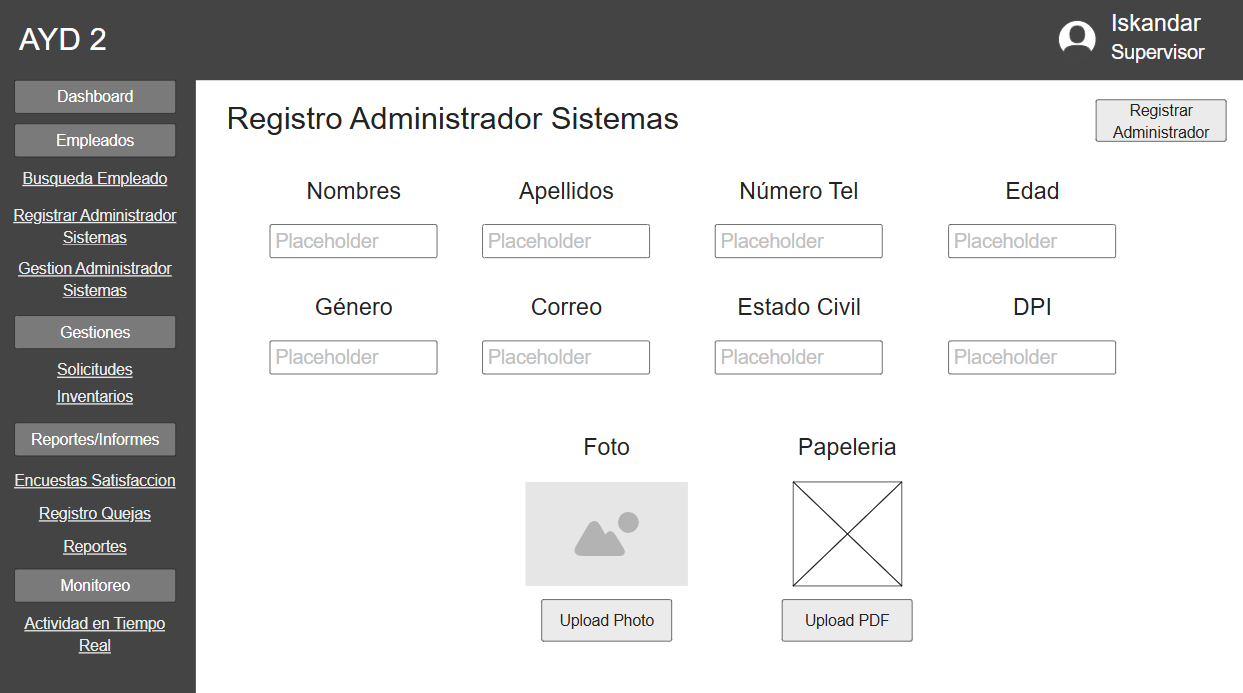 AYD 2
Iskandar
Supervisor
Dashboard
Empleados
Busqueda Empleado
Registrar Administrador
Sistemas
Gestion Administrador
Sistemas
Gestiones
Solicitudes
Inventarios
Reportes/Informes
Encuestas Satisfaccion
Registro Quejas
Reportes
Monitoreo
Actividad en Tiempo
Real
Registro Administrador Sistemas
Registrar
Administrador
Nombres
Apellidos
Número Tel
Edad
Placeholder
Placeholder
Placeholder
Placeholder
Género
Correo
Estado Civil
DPI
Placeholder
Placeholder
Placeholder
Placeholder
Foto
Papeleria
Upload Photo
Upload PDF